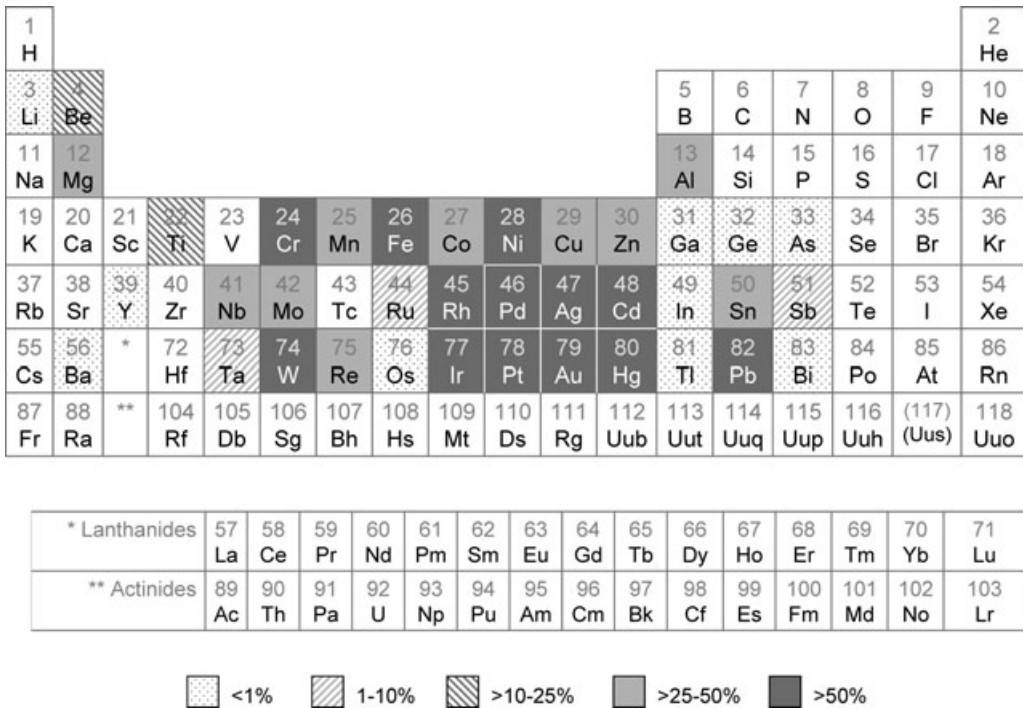 1 2
H He
3 4 5 6 7 8 9 10
Li Be B C N O F Ne
11 12 13 14 15 16 17 18
Na Mg Al Si P S Cl Ar
19 20 21 22 23 24 25 26 27 28 29 30 31 32 33 34 35 36
K Ca Sc Ti V Cr Mn Fe Co Ni Cu Zn Ga Ge As Se Br Kr
37 38 39 40 41 42 43 44 45 46 47 48 49 50 51 52 53 54
Rb Sr Y Zr Nb Mo Tc Ru Rh Pd Ag Cd In Sn Sb Te I Xe
55 56 * 72 73 74 75 76 77 78 79 80 81 82 83 84 85 86
Cs Ba Hf Ta W Re Os Ir Pt Au Hg Tl Pb Bi Po At Rn
87 88 ** 104 105 106 107 108 109 110 111 112 113 114 115 116 (117) 118
Fr Ra Rf Db Sg Bh Hs Mt Ds Rg Uub Uut Uuq Uup Uuh (Uus) Uuo
* Lanthanides 57 58 59 60 61 62 63 64 65 66 67 68 69 70 71
La Ce Pr Nd Pm Sm Eu Gd Tb Dy Ho Er Tm Yb Lu
** Actinides 89 90 91 92 93 94 95 96 97 98 99 100 101 102 103
Ac Th Pa U Np Pu Am Cm Bk Cf Es Fm Md No Lr
<1% 1-10% >10-25% >25-50% >50%